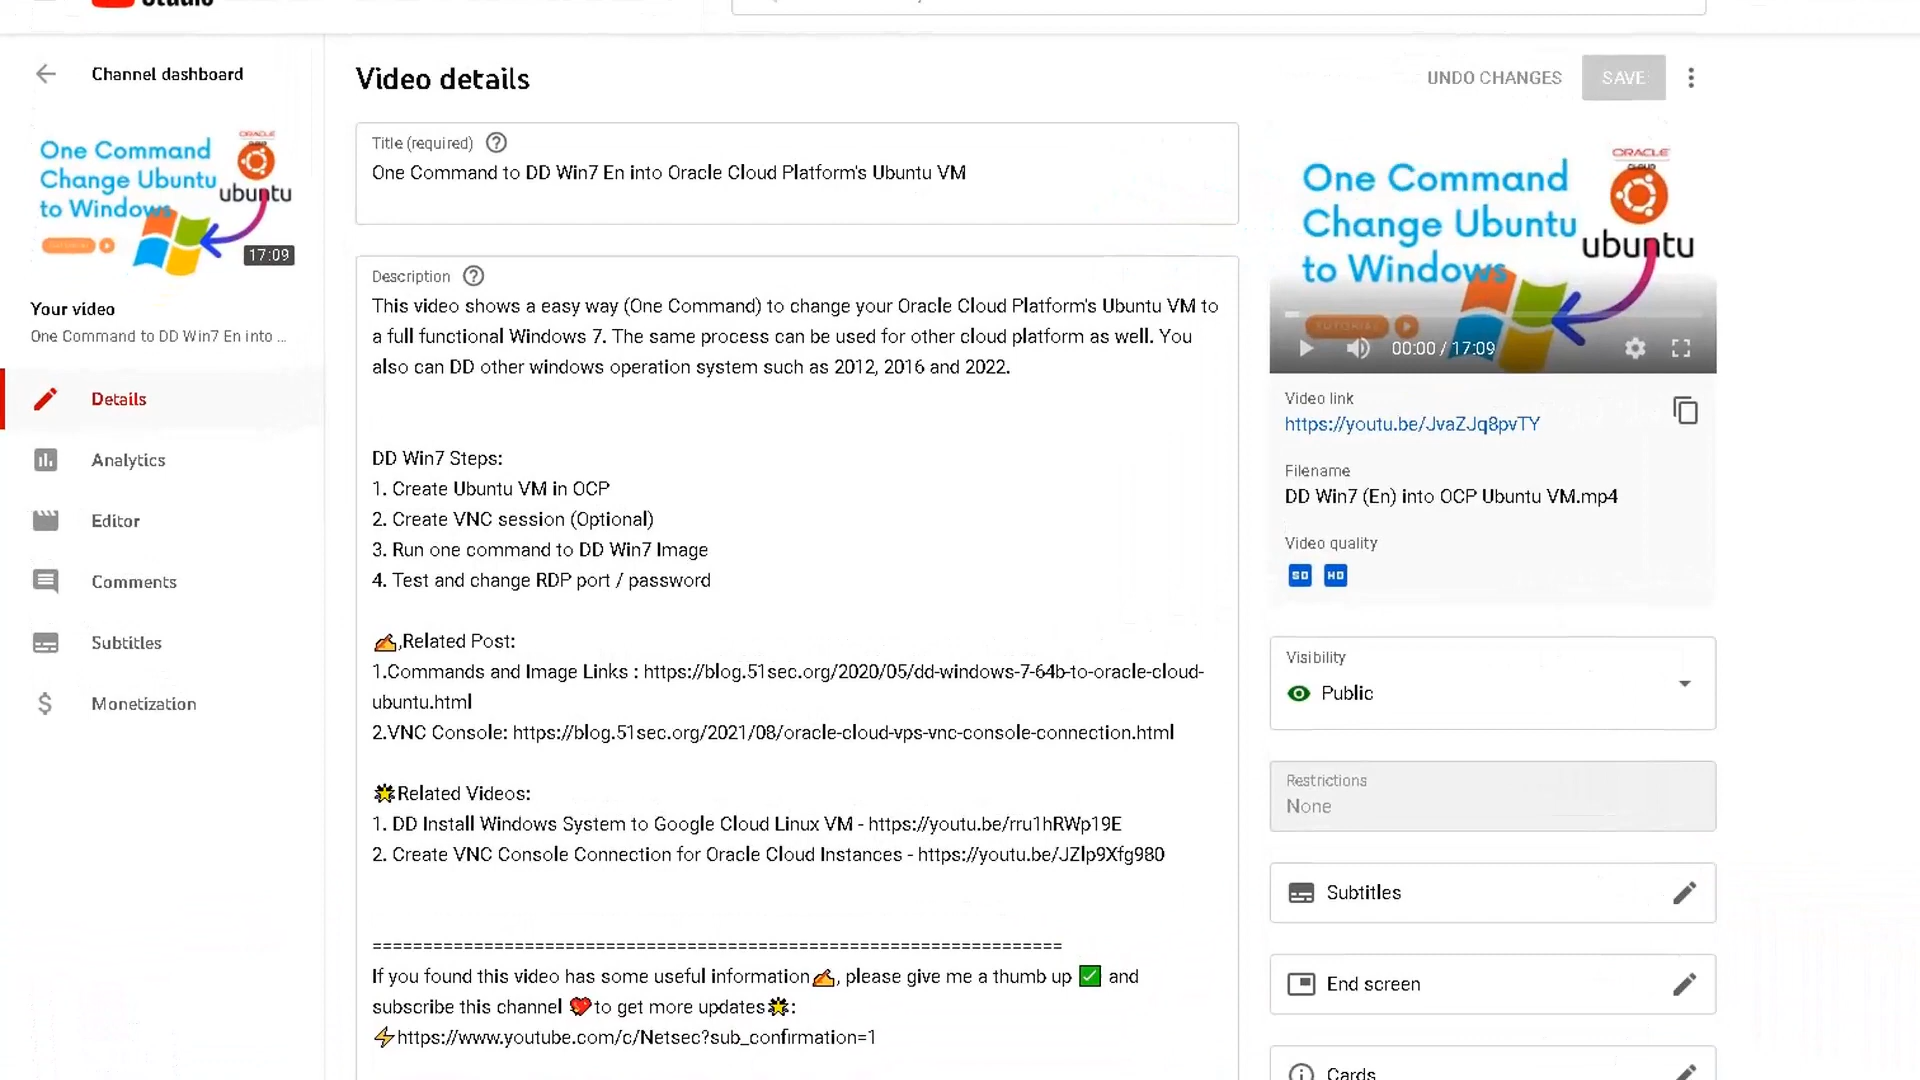 Studio
Channel dashboard
One Command
Change Ubuntu
to Windows
ORACLE
ubuntu
17:09
Your video
One Command to DD Win7 En into ...
Details
Analytics
Editor
Comments
Subtitles
Monetization
Video details
UNDO CHANGES
SAVE
Title (required)
One Command to DD Win7 En into Oracle Cloud Platform's Ubuntu VM
Description
This video shows a easy way (One Command) to change your Oracle Cloud Platform's Ubuntu VM to
a full functional Windows 7. The same process can be used for other cloud platform as well. You
also can DD other windows operation system such as 2012, 2016 and 2022.
DD Win7 Steps:
1. Create Ubuntu VM in OCP
2. Create VNC session (Optional)
3. Run one command to DD Win7 Image
4. Test and change RDP port / password
✍,Related Post:
1.Commands and Image Links : https://blog.51sec.org/2020/05/dd-windows-7-64b-to-oracle-cloud-
ubuntu.html
2.VNC Console: https://blog.51sec.org/2021/08/oracle-cloud-vps-vnc-console-connection.html
🌟Related Videos:
1. DD Install Windows System to Google Cloud Linux VM - https://youtu.be/rru1hRWp19E
2. Create VNC Console Connection for Oracle Cloud Instances - https://youtu.be/JZlp9Xfg980
====================================================================
If you found this video has some useful information✍, please give me a thumb up ✅ and
subscribe this channel 💖to get more updates🌟:
⚡https://www.youtube.com/c/Netsec?sub_confirmation=1
One Command
Change Ubuntu
to Windows
ORACLE
CLOUD
ubuntu
TUTORIAL
00:00 / 17:09
Video link
https://youtu.be/JvaZJq8pvTY
Filename
DD Win7 (En) into OCP Ubuntu VM.mp4
Video quality
SD HD
Visibility
Public
Restrictions
None
Subtitles
End screen
Cards